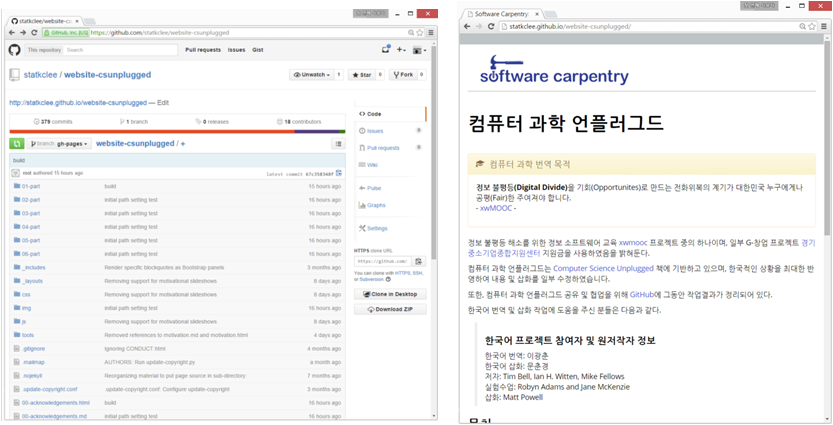 statkclee/website-cs
GitHub, Inc. [US] https://github.com/statkclee/website-csunplugged
This repository Search Pull requests Issues Gist
statkclee / website-csunplugged
Unwatch 1 Star 0 Fork 0
http://statkclee.github.io/website-csunplugged — Edit
379 commits 1 branch 0 releases 18 contributors
branch: gh-pages website-csunplugged / +
build
root authored 15 hours ago latest commit
01-part build 15 hours ago
02-part initial path setting test 16 hours ago
03-part initial path setting test 16 hours ago
04-part initial path setting test 16 hours ago
05-part initial path setting test 16 hours ago
06-part initial path setting test 16 hours ago
_includes Render specific blockquotes as Bootstrap panels 3 months ago
_layouts Removing support for motivational slideshows 8 days ago
css Removing support for motivational slideshows 8 days ago
img initial path setting test 16 hours ago
js Removing support for motivational slideshows 8 days ago
tools Removed references to motivation.md and motivation.html 4 days ago
.gitignore Ignoring CONDUCT.html 4 months ago
.mailmap AUTHORS: Run update-copyright.py a month ago
.nojekyll Reorganizing material to put page source in sub-directory 7 months ago
.update-copyright.conf .update-copyright.conf: Configure update-copyright 3 months ago
00-acknowledgements.html build 16 hours ago
00-acknowledgements.md initial path setting test 16 hours ago
Code
Issues 0
Pull requests 0
Wiki
Pulse
Graphs
Settings
HTTPS clone URL
https://github.com/
You can clone with HTTPS, SSH,
or Subversion.
Clone in Desktop
Download ZIP
Software Carpentry:
statkclee.github.io/website-csunplugged/
software carpentry
컴퓨터 과학 언플러그드
컴퓨터 과학 번역 목적
정보 불평등(Digital Divide)을 기회(Opportunites)로 만드는 전화위복의 계기가 대한민국 누구에게나
공평(Fair)한 주여져야 합니다.
- xwMOOC -
정보 불평등 해소를 위한 정보 소프트웨어 교육 xwmooc 프로젝트 중의 하나이며, 일부 G-창업 프로젝트 경기
중소기업종합지원센터 지원금을 사용하였음을 밝혀둔다.
컴퓨터 과학 언플러그드는 Computer Science Unplugged 책에 기반하고 있으며, 한국적인 상황을 최대한 반
영하여 내용 및 삽화를 일부 수정하였습니다.
또한, 컴퓨터 과학 언플러그드 공유 및 협업을 위해 GitHub에 그동안 작업결과가 정리되어 있다.
한국어 번역 및 삽화 작업에 도움을 주신 분들은 다음과 같다.
한국어 프로젝트 참여자 및 원저작자 정보
한국어 번역: 이광춘
한국어 삽화: 문춘경
저자: Tim Bell, Ian H. Witten, Mike Fellows
실험수업: Robyn Adams and Jane McKenzie
삽화: Matt Powell